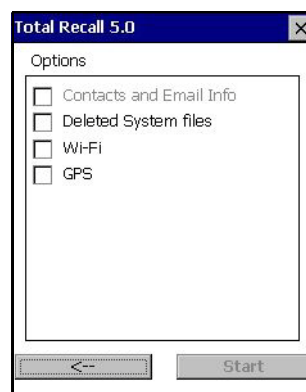 Total Recall 5.0
Options
Contacts and Email Info
Deleted System files
Wi-Fi
GPS
<-- Start